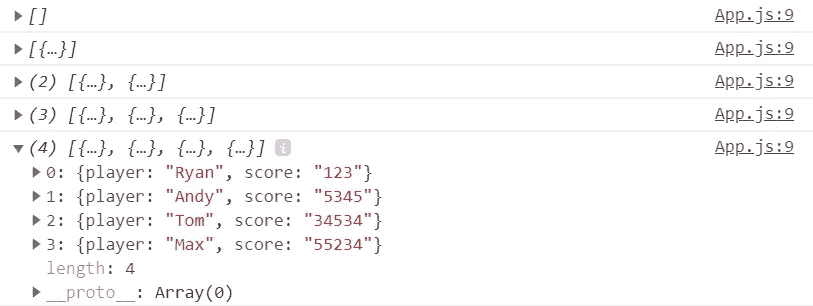 [] App.js:9
[{…}] App.js:9
(2) [{…}, {…}] App.js:9
(3) [{…}, {…}, {…}] App.js:9
(4) [{…}, {…}, {…}, {…}] i App.js:9
0: {player: "Ryan", score: "123"}
1: {player: "Andy", score: "5345"}
2: {player: "Tom", score: "34534"}
3: {player: "Max", score: "55234"}
length: 4
__proto__: Array(0)